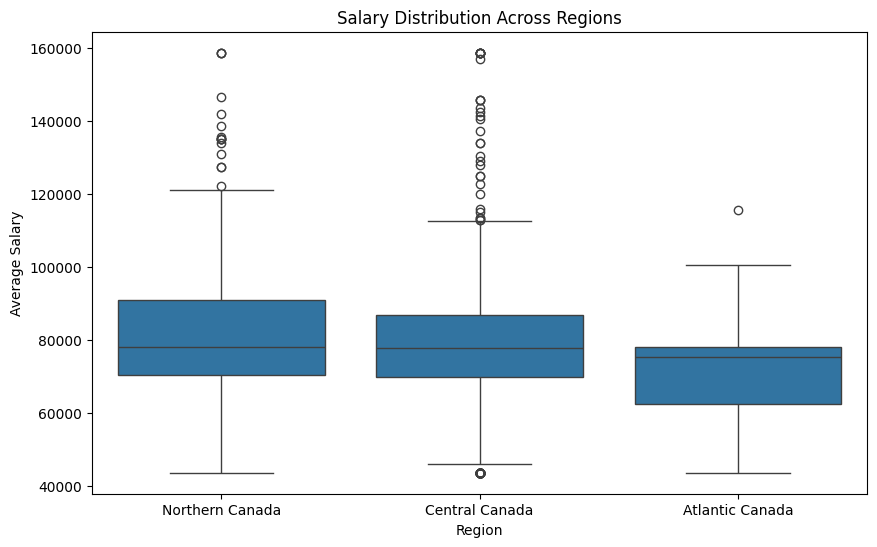 Salary Distribution Across Regions
160000
140000
120000
100000
80000
60000
40000
Average Salary
Northern Canada
Central Canada
Atlantic Canada
Region